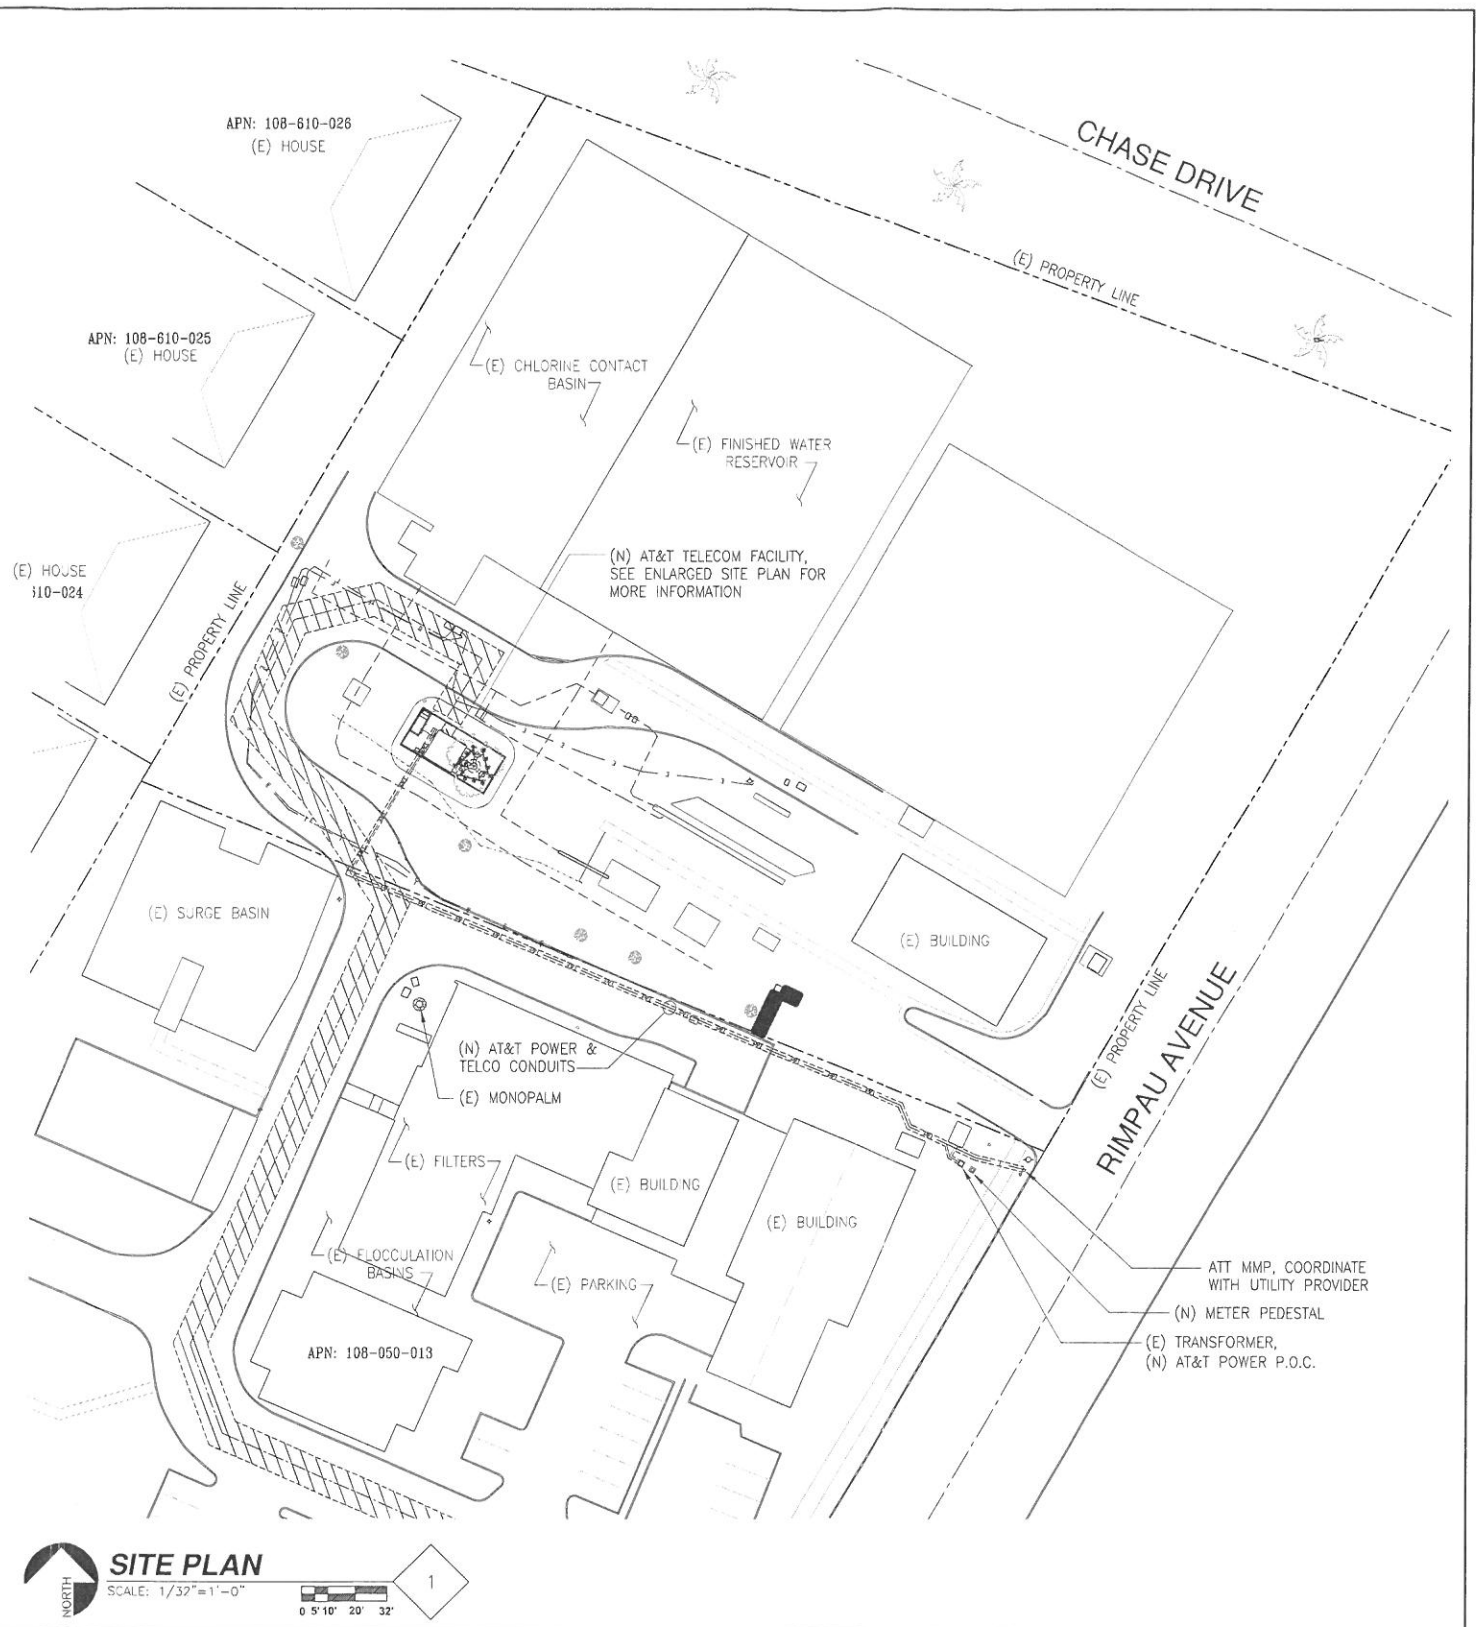 CHASE DRIVE
APN: 108-610-026
(E) HOUSE
(E) PROPERTY LINE
APN: 108-610-025
(E) HOUSE
(E) CHLORINE CONTACT
BASIN
(E) FINISHED WATER
RESERVOIR
(N) AT&T TELECOM FACILITY,
SEE ENLARGED SITE PLAN FOR
MORE INFORMATION
(E) HOUSE
610-024
(E) PROPERTY LINE
(E) SURGE BASIN
(E) BUILDING
(E) PROPERTY LINE
RIMPAU AVENUE
(N) AT&T POWER &
TELCO CONDUITS
(E) MONOPALM
(E) FILTERS
(E) BUILDING
(E) BUILDING
(E) FLOCCULATION
BASINS
(E) PARKING
ATT MMP, COORDINATE
WITH UTILITY PROVIDER
(N) METER PEDESTAL
(E) TRANSFORMER,
(N) AT&T POWER P.O.C.
APN: 108-050-013
NORTH
SITE PLAN
SCALE: 1/32"=1'-0"
0 5' 10' 20' 32'
1